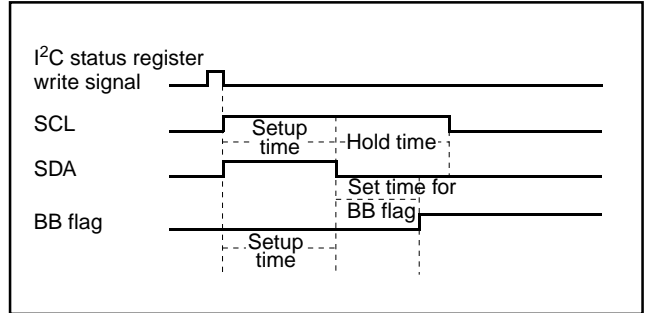 I²C status register
write signal
SCL
Setup
time
Hold time
SDA
Set time for
BB flag
BB flag
Setup
time